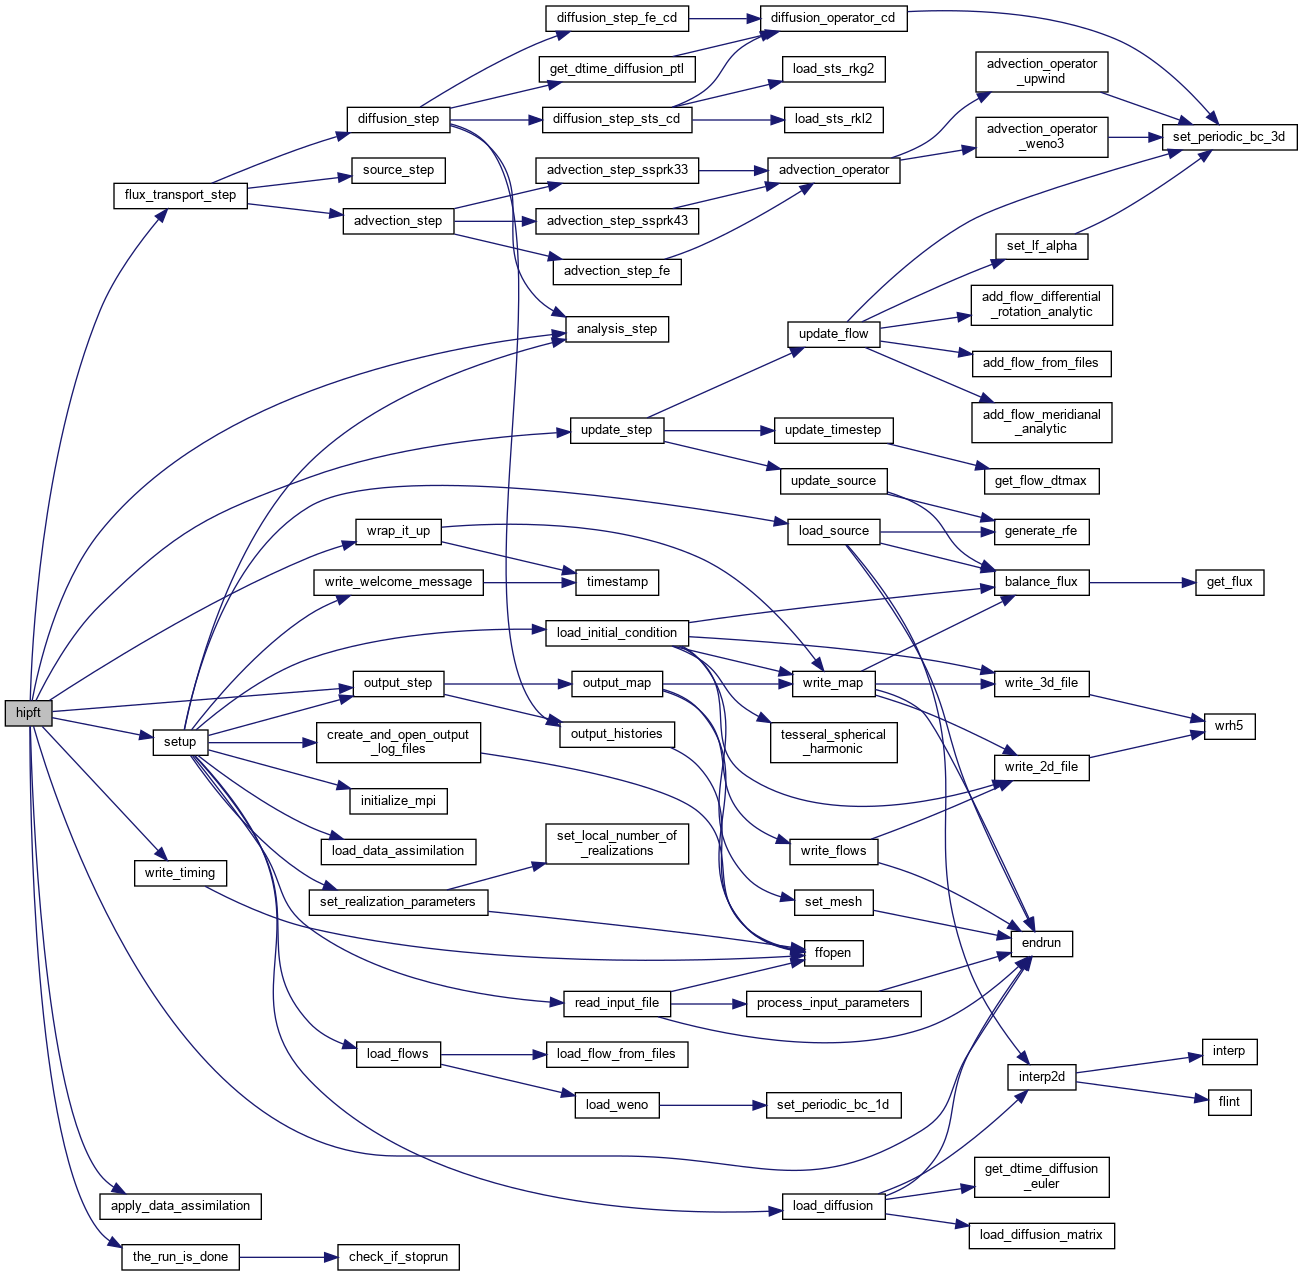 hipft
flux_transport_step
setup
write_timing
apply_data_assimilation
the_run_is_done
diffusion_step
source_step
advection_step
wrap_it_up
write_welcome_message
output_step
create_and_open_output
_log_files
initialize_mpi
load_data_assimilation
set_realization_parameters
load_flows
check_if_stoprun
diffusion_step_fe_cd
get_dtime_diffusion_ptl
diffusion_step_sts_cd
advection_step_ssprk33
advection_step_ssprk43
advection_step_fe
analysis_step
update_step
timestamp
load_initial_condition
output_map
output_histories
set_local_number_of
_realizations
read_input_file
load_flow_from_files
load_weno
diffusion_operator_cd
load_sts_rkg2
load_sts_rkl2
advection_operator
update_flow
update_timestep
update_source
load_source
write_map
tesseral_spherical
_harmonic
write_flows
set_mesh
ffopen
process_input_parameters
set_periodic_bc_1d
load_diffusion
advection_operator
_upwind
advection_operator
_weno3
set_lf_alpha
add_flow_differential
_rotation_analytic
add_flow_from_files
add_flow_meridianal
_analytic
get_flow_dtmax
generate_rfe
balance_flux
write_3d_file
write_2d_file
endrun
interp2d
get_dtime_diffusion
_euler
load_diffusion_matrix
set_periodic_bc_3d
get_flux
wrh5
interp
flint